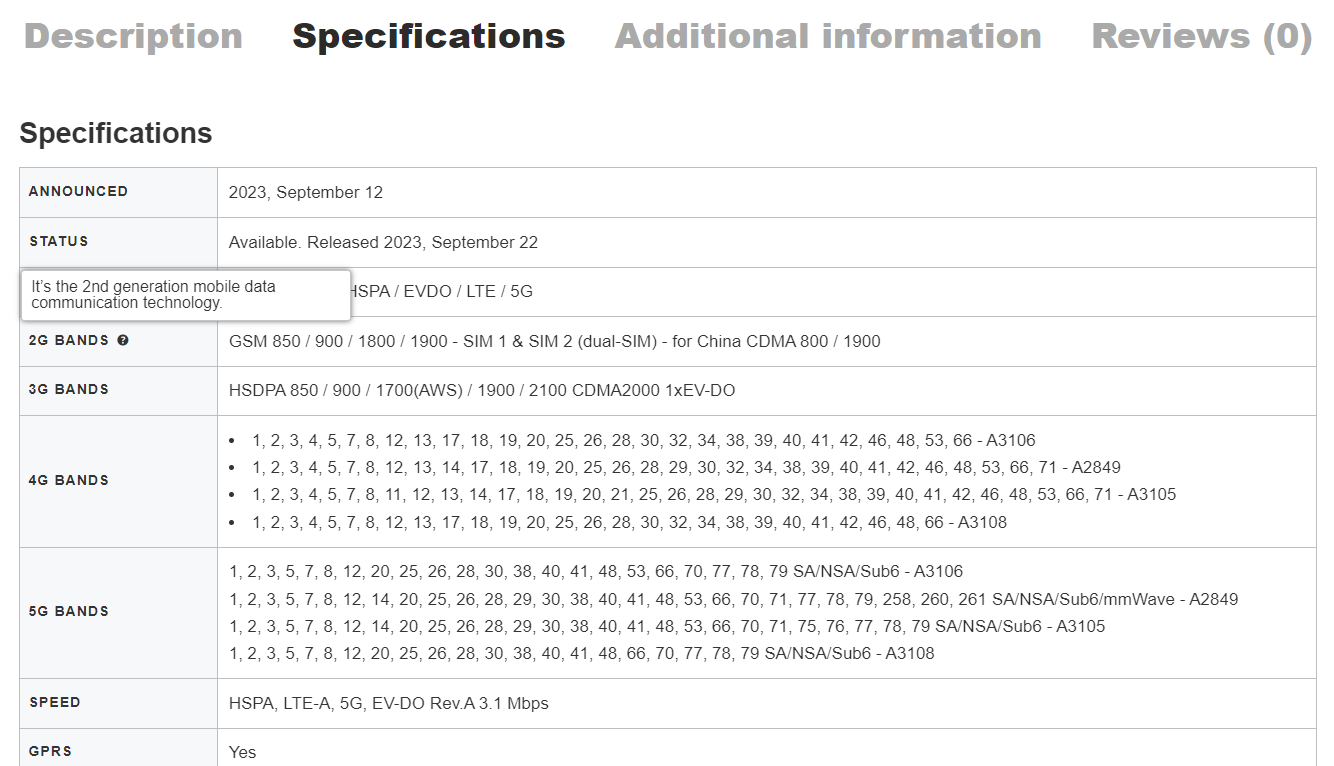 Description Specifications Additional information Reviews (0)
Specifications
ANNOUNCED 2023, September 12
STATUS Available. Released 2023, September 22
It's the 2nd generation mobile data
communication technology.
HSPA / EVDO / LTE / 5G
2G BANDS ? GSM 850 / 900 / 1800 / 1900 - SIM 1 & SIM 2 (dual-SIM) - for China CDMA 800 / 1900
3G BANDS HSDPA 850 / 900 / 1700(AWS) / 1900 / 2100 CDMA2000 1xEV-DO
4G BANDS
• 1, 2, 3, 4, 5, 7, 8, 12, 13, 17, 18, 19, 20, 25, 26, 28, 30, 32, 34, 38, 39, 40, 41, 42, 46, 48, 53, 66 - A3106
• 1, 2, 3, 4, 5, 7, 8, 12, 13, 14, 17, 18, 19, 20, 25, 26, 28, 29, 30, 32, 34, 38, 39, 40, 41, 42, 46, 48, 53, 66, 71 - A2849
• 1, 2, 3, 4, 5, 7, 8, 11, 12, 13, 14, 17, 18, 19, 20, 21, 25, 26, 28, 29, 30, 32, 34, 38, 39, 40, 41, 42, 46, 48, 53, 66, 71 - A3105
• 1, 2, 3, 4, 5, 7, 8, 12, 13, 17, 18, 19, 20, 25, 26, 28, 30, 32, 34, 38, 39, 40, 41, 42, 46, 48, 66 - A3108
5G BANDS
1, 2, 3, 5, 7, 8, 12, 20, 25, 26, 28, 30, 38, 40, 41, 48, 53, 66, 70, 77, 78, 79 SA/NSA/Sub6 - A3106
1, 2, 3, 5, 7, 8, 12, 14, 20, 25, 26, 28, 29, 30, 38, 40, 41, 48, 53, 66, 70, 71, 77, 78, 79, 258, 260, 261 SA/NSA/Sub6/mmWave - A2849
1, 2, 3, 5, 7, 8, 12, 14, 20, 25, 26, 28, 29, 30, 38, 40, 41, 48, 53, 66, 70, 71, 75, 76, 77, 78, 79 SA/NSA/Sub6 - A3105
1, 2, 3, 5, 7, 8, 12, 20, 25, 26, 28, 30, 38, 40, 41, 48, 66, 70, 77, 78, 79 SA/NSA/Sub6 - A3108
SPEED HSPA, LTE-A, 5G, EV-DO Rev.A 3.1 Mbps
GPRS Yes